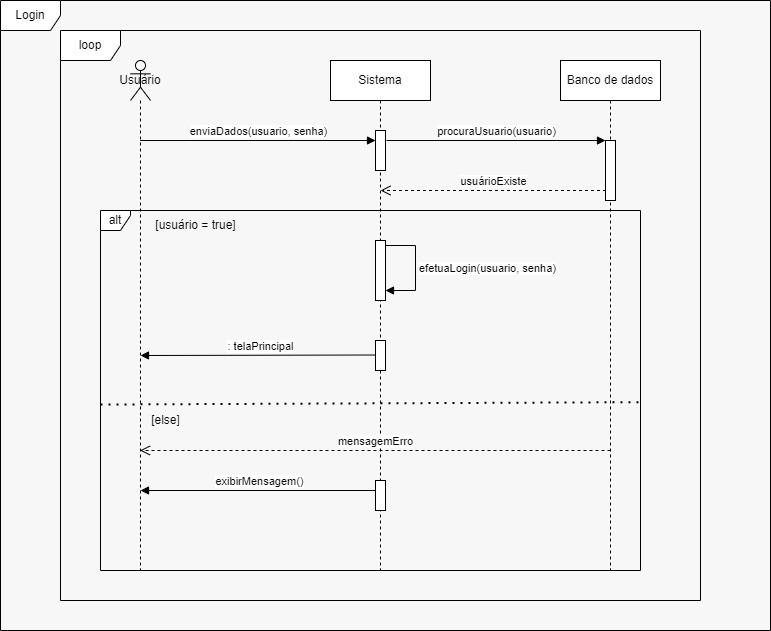 Login
loop
Usuário
Sistema
Banco de dados
enviaDados(usuario, senha)
procuraUsuario(usuario)
usuárioExiste
alt
[usuário = true]
efetuaLogin(usuario, senha)
: telaPrincipal
[else]
mensagemErro
exibirMensagem()